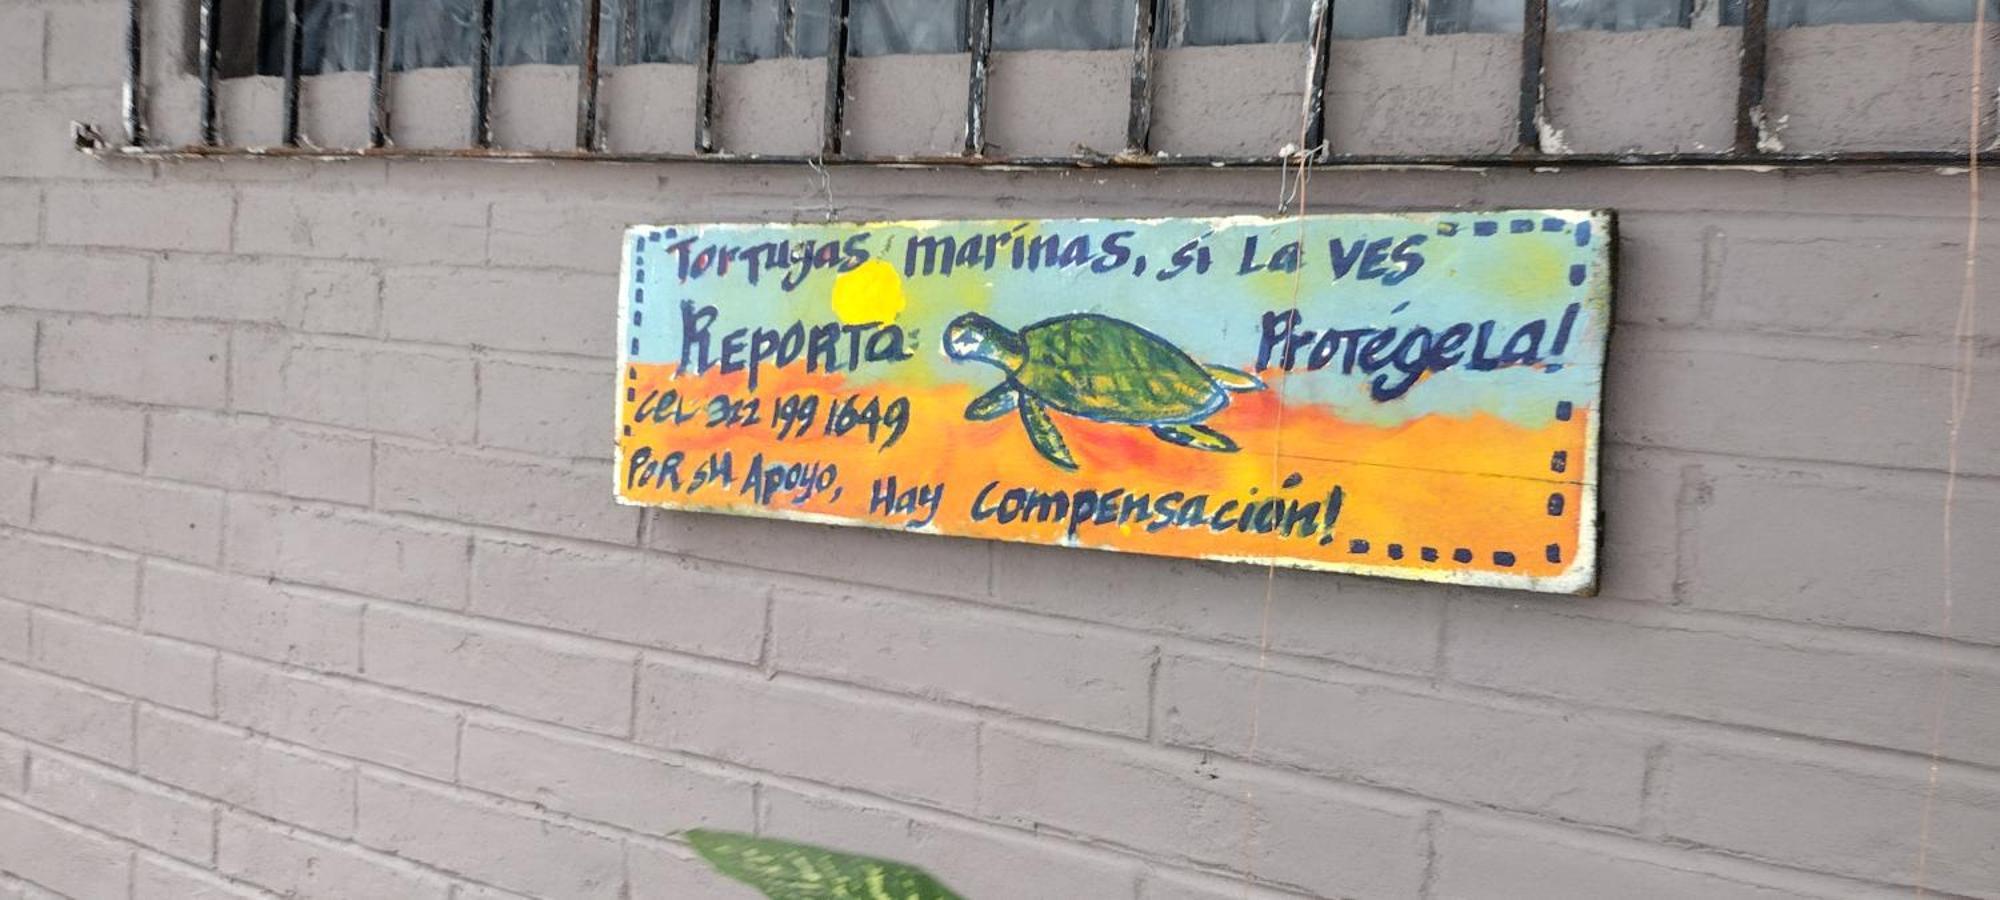 Tortugas marinas, si La VES
REPORTA Protégela!
CEL 322 199 1649
POR su Apoyo, Hay compensación!